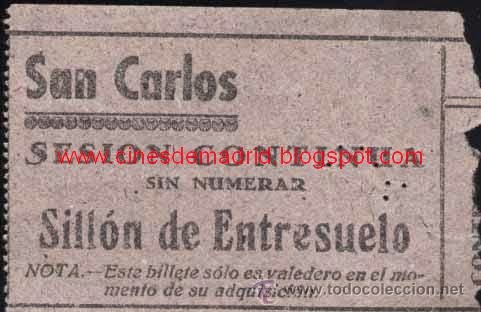 San Carlos
SESION CONTINUA
www.cinesdemadrid.blogspot.com
SIN NUMERAR
Sillón de Entresuelo
NOTA.—Este billete sólo es valedero en el mo-
mento de su adquisición
www.todocoleccion.net